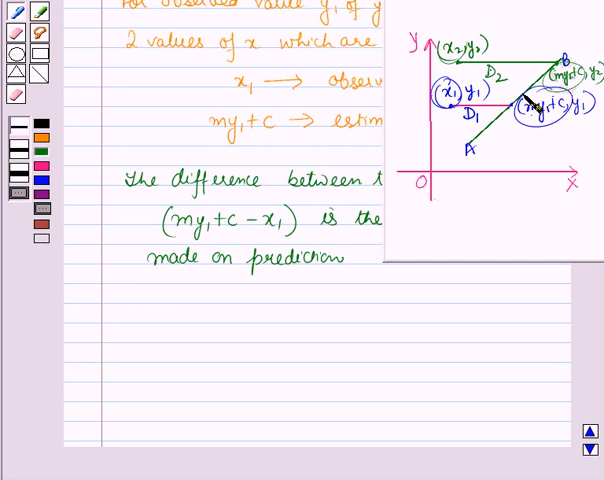 For observed value y₁ of y
2 values of x which are
x₁ → observ
my₁+c → estim
The difference between t
(my₁+c - x₁) is the
made on prediction
Y
(x₂,y₂)
B
D₂
(my₂+c, y₂)
(x₁,y₁)
(my₁+c, y₁)
D₁
A
O
X